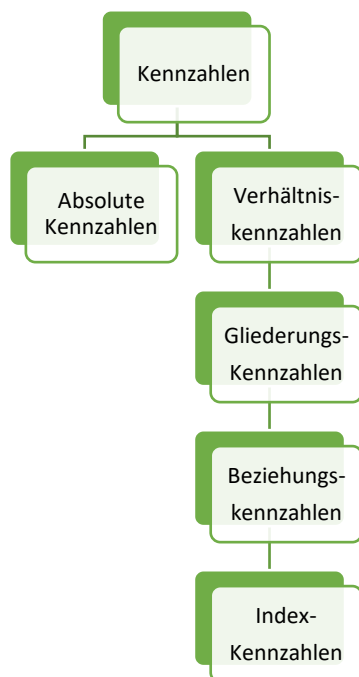 Kennzahlen
Absolute
Kennzahlen
Verhältnis-
kennzahlen
Gliederungs-
Kennzahlen
Beziehungs-
kennzahlen
Index-
Kennzahlen